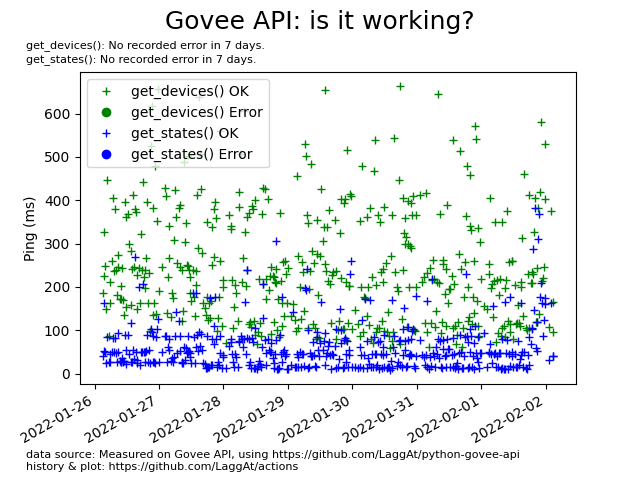 Govee API: is it working?
get_devices(): No recorded error in 7 days.
get_states(): No recorded error in 7 days.
get_devices() OK
get_devices() Error
get_states() OK
get_states() Error
Ping (ms)
600
500
400
300
200
100
0
2022-01-26
2022-01-27
2022-01-28
2022-01-29
2022-01-30
2022-01-31
2022-02-01
2022-02-02
data source: Measured on Govee API, using https://github.com/LaggAt/python-govee-api
history & plot: https://github.com/LaggAt/actions